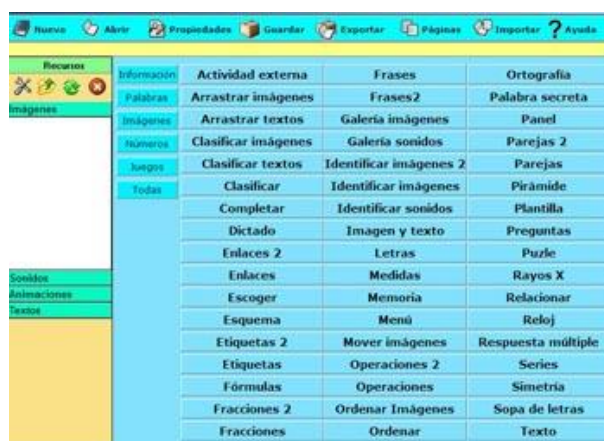 Nuevo Abrir Propiedades Guardar Exportar Páginas Importar ? Ayuda
Recursos
Imágenes
Sonidos
Animaciones
Textos
Información
Palabras
Imágenes
Números
Juegos
Todas
Actividad externa Frases Ortografía
Arrastrar imágenes Frases2 Palabra secreta
Arrastrar textos Galería imágenes Panel
Clasificar imágenes Galería sonidos Parejas 2
Clasificar textos Identificar imágenes 2 Parejas
Clasificar Identificar imágenes Pirámide
Completar Identificar sonidos Plantilla
Dictado Imagen y texto Preguntas
Enlaces 2 Letras Puzle
Enlaces Medidas Rayos X
Escoger Memoria Relacionar
Esquema Menú Reloj
Etiquetas 2 Mover imágenes Respuesta múltiple
Etiquetas Operaciones 2 Series
Fórmulas Operaciones Simetría
Fracciones 2 Ordenar Imágenes Sopa de letras
Fracciones Ordenar Texto